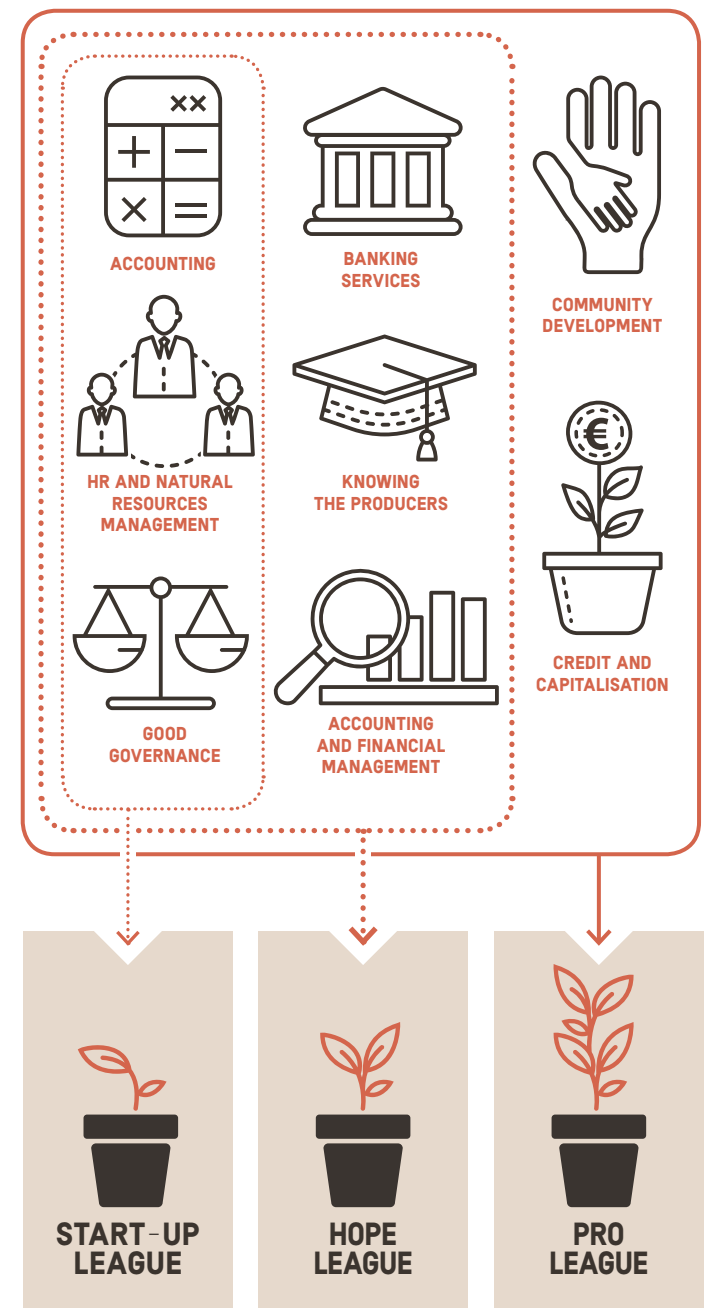 ACCOUNTING
HR AND NATURAL
RESOURCES
MANAGEMENT
GOOD
GOVERNANCE
BANKING
SERVICES
KNOWING
THE PRODUCERS
ACCOUNTING
AND FINANCIAL
MANAGEMENT
COMMUNITY
DEVELOPMENT
€
CREDIT AND
CAPITALISATION
START-UP
LEAGUE
HOPE
LEAGUE
PRO
LEAGUE